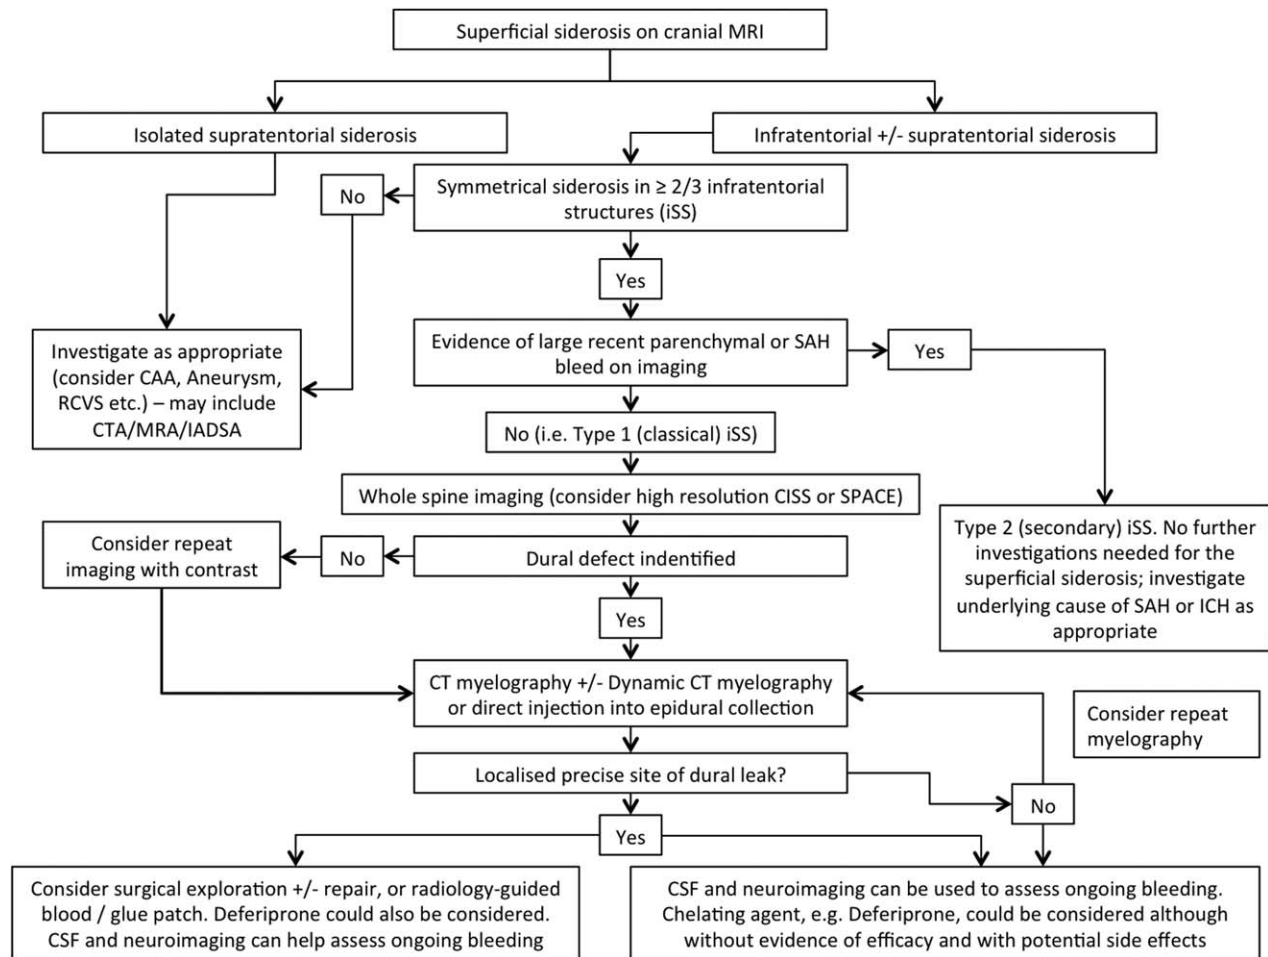 Superficial siderosis on cranial MRI
Isolated supratentorial siderosis
Infratentorial +/- supratentorial siderosis
Symmetrical siderosis in ≥ 2/3 infratentorial
structures (iSS)
No
Yes
Investigate as appropriate
(consider CAA, Aneurysm,
RCVS etc.) – may include
CTA/MRA/IADSA
Evidence of large recent parenchymal or SAH
bleed on imaging
Yes
No (i.e. Type 1 (classical) iSS)
Whole spine imaging (consider high resolution CISS or SPACE)
Type 2 (secondary) iSS. No further
investigations needed for the
superficial siderosis; investigate
underlying cause of SAH or ICH as
appropriate
Consider repeat
imaging with contrast
No
Dural defect indentified
Yes
CT myelography +/- Dynamic CT myelography
or direct injection into epidural collection
Consider repeat
myelography
Localised precise site of dural leak?
No
Yes
Consider surgical exploration +/- repair, or radiology-guided
blood / glue patch. Deferiprone could also be considered.
CSF and neuroimaging can help assess ongoing bleeding
CSF and neuroimaging can be used to assess ongoing bleeding.
Chelating agent, e.g. Deferiprone, could be considered although
without evidence of efficacy and with potential side effects